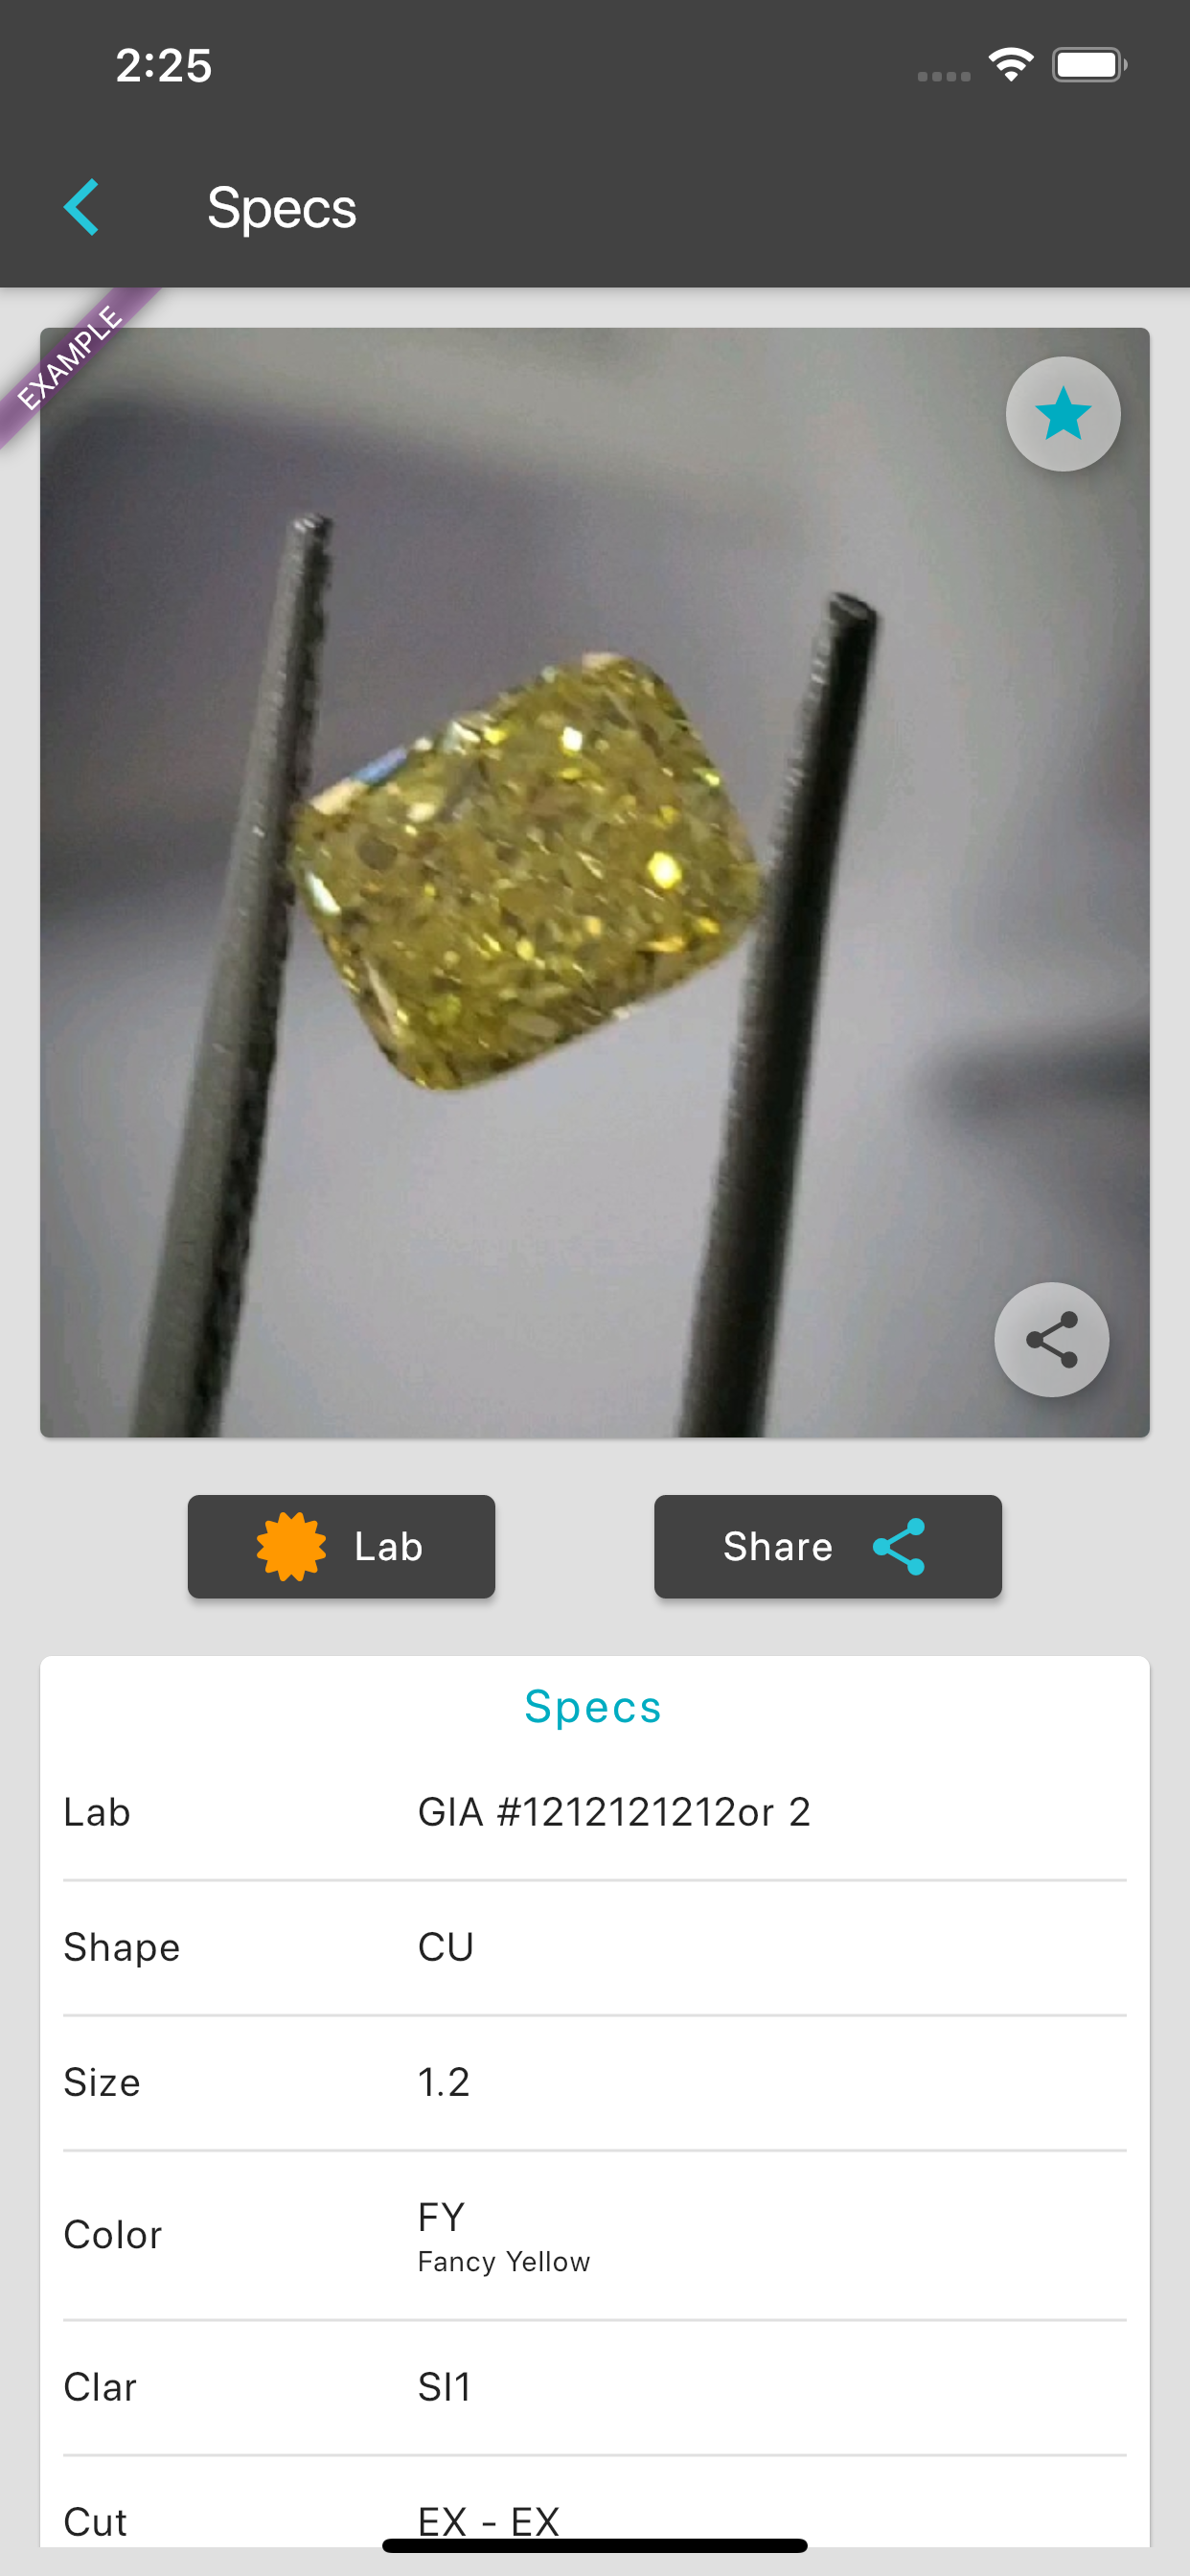 2:25
Specs
EXAMPLE
Lab
Share
Specs
Lab GIA #1212121212or 2
Shape CU
Size 1.2
Color FY
Fancy Yellow
Clar SI1
Cut EX - EX